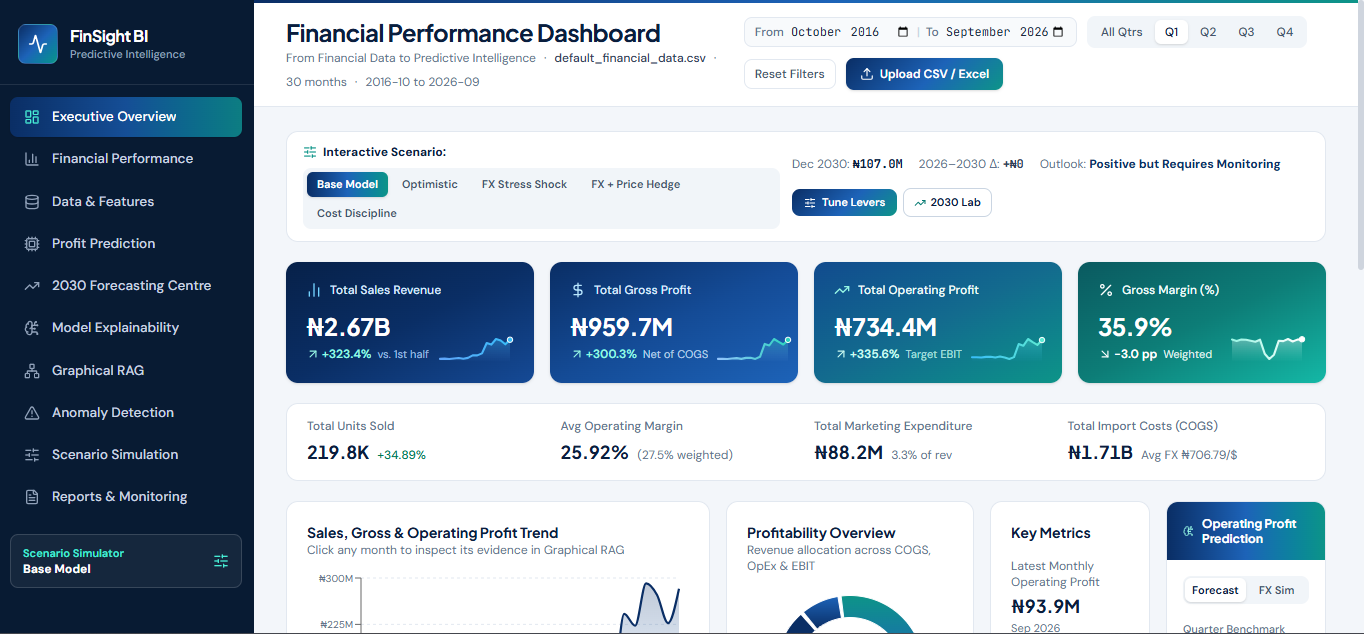 FinSight BI
Predictive Intelligence
Executive Overview
Financial Performance
Data & Features
Profit Prediction
2030 Forecasting Centre
Model Explainability
Graphical RAG
Anomaly Detection
Scenario Simulation
Reports & Monitoring
Scenario Simulator
Base Model
Financial Performance Dashboard
From Financial Data to Predictive Intelligence · default_financial_data.csv ·
30 months · 2016-10 to 2026-09
From October 2016 | To September 2026
All Qtrs Q1 Q2 Q3 Q4
Reset Filters
Upload CSV / Excel
Interactive Scenario:
Base Model Optimistic FX Stress Shock FX + Price Hedge
Cost Discipline
Dec 2030: ₦107.0M 2026–2030 Δ: +₦0 Outlook: Positive but Requires Monitoring
Tune Levers
2030 Lab
Total Sales Revenue
₦2.67B
+323.4% vs. 1st half
Total Gross Profit
₦959.7M
+300.3% Net of COGS
Total Operating Profit
₦734.4M
+335.6% Target EBIT
Gross Margin (%)
35.9%
-3.0 pp Weighted
Total Units Sold
219.8K +34.89%
Avg Operating Margin
25.92% (27.5% weighted)
Total Marketing Expenditure
₦88.2M 3.3% of rev
Total Import Costs (COGS)
₦1.71B Avg FX ₦706.79/$
Sales, Gross & Operating Profit Trend
Click any month to inspect its evidence in Graphical RAG
₦300M
₦225M
Profitability Overview
Revenue allocation across COGS,
OpEx & EBIT
Key Metrics
Latest Monthly
Operating Profit
₦93.9M
Sep 2026
Operating Profit
Prediction
Forecast FX Sim
Quarter Benchmark